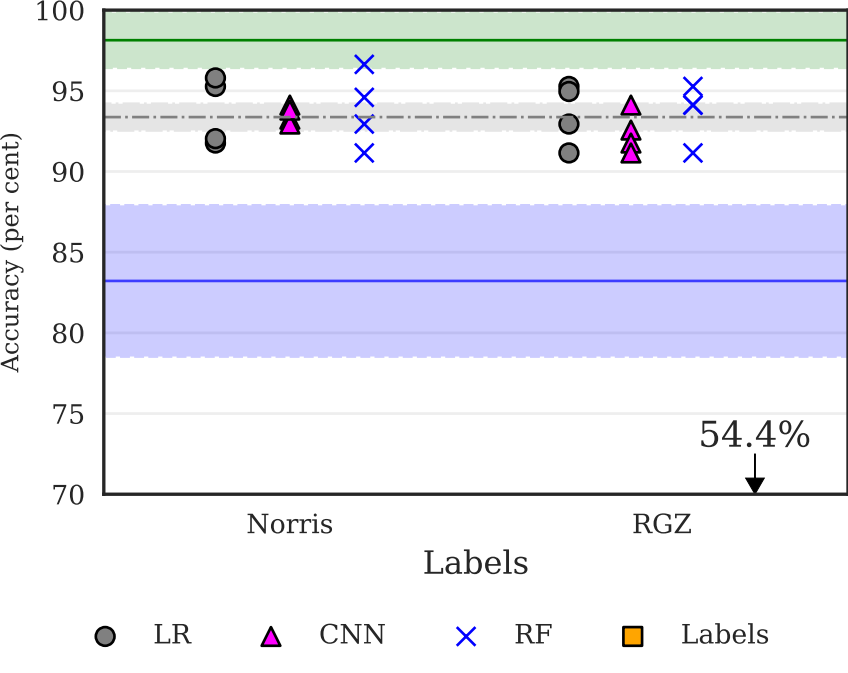 100
95
90
85
80
75
70
Accuracy (per cent)
54.4%
Norris RGZ
Labels
LR CNN RF Labels